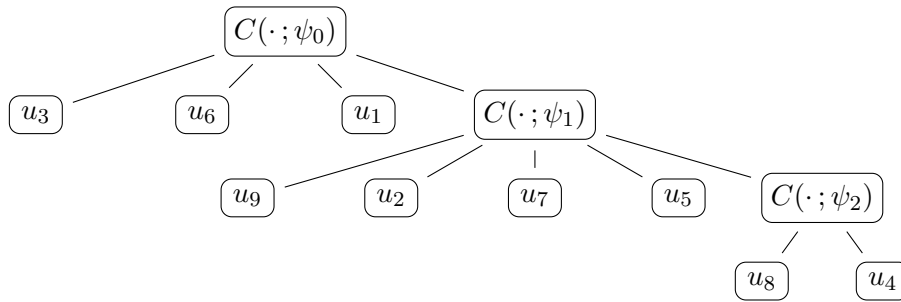 C(· ; ψ₀)
u₃ u₆ u₁ C(· ; ψ₁)
u₉ u₂ u₇ u₅ C(· ; ψ₂)
u₈ u₄